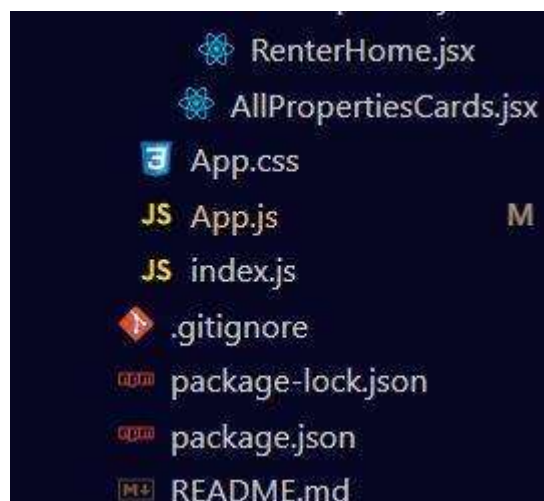 RenterHome.jsx
AllPropertiesCards.jsx
App.css
JS App.js M
JS index.js
.gitignore
package-lock.json
package.json
M↓ README.md